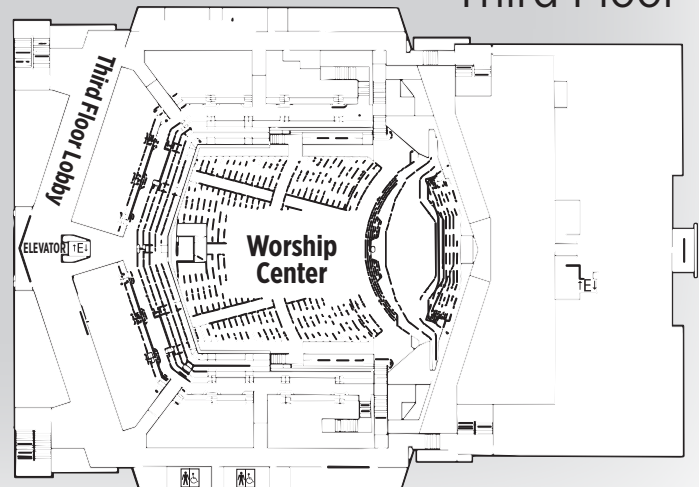 Third Floor
Third Floor Lobby
ELEVATOR
↑E↓
Worship
Center
↑E↓